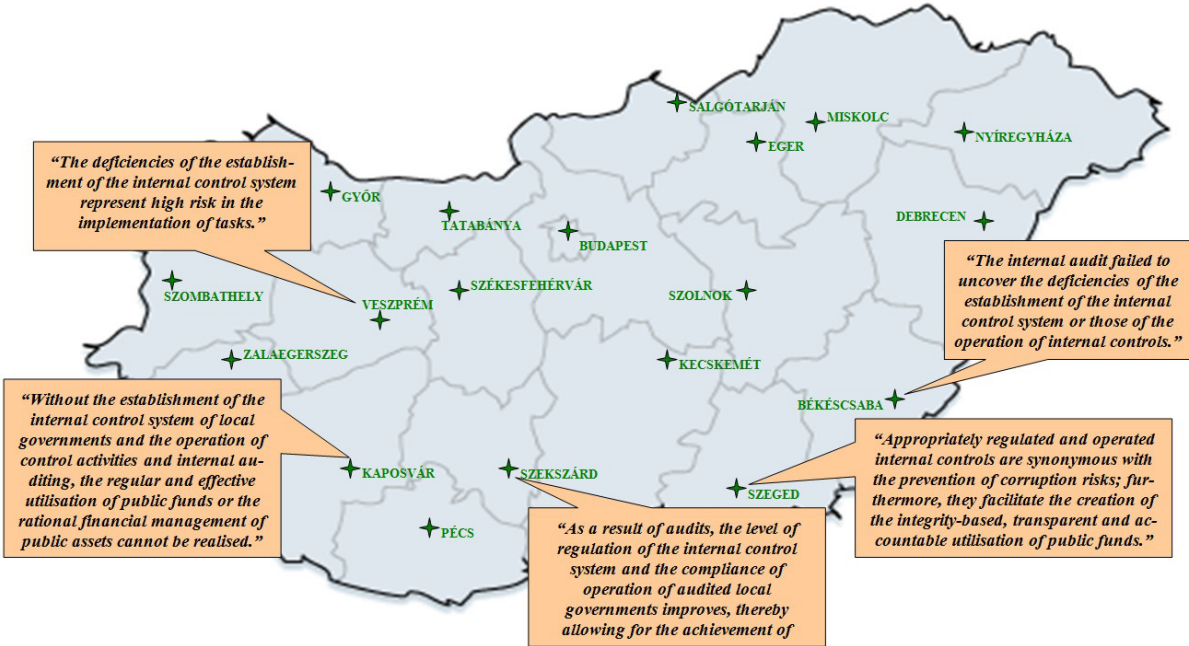 SALGÓTARJÁN
MISKOLC
NYÍREGYHÁZA
EGER
“The deficiencies of the establish-
ment of the internal control system
represent high risk in the
implementation of tasks.”
GYŐR
TATABÁNYA
BUDAPEST
DEBRECEN
SZOMBATHELY
VESZPRÉM
SZÉKESFEHÉRVÁR
SZOLNOK
“The internal audit failed to
uncover the deficiencies of the
establishment of the internal
control system or those of the
operation of internal controls.”
ZALAEGERSZEG
KECSKEMÉT
BÉKÉSCSABA
“Without the establishment of the
internal control system of local
governments and the operation of
control activities and internal au-
diting, the regular and effective
utilisation of public funds or the
rational financial management of
public assets cannot be realised.”
KAPOSVÁR
SZEKSZÁRD
SZEGED
PÉCS
“Appropriately regulated and operated
internal controls are synonymous with
the prevention of corruption risks; fur-
thermore, they facilitate the creation of
the integrity-based, transparent and ac-
countable utilisation of public funds.”
“As a result of audits, the level of
regulation of the internal control
system and the compliance of
operation of audited local
governments improves, thereby
allowing for the achievement of